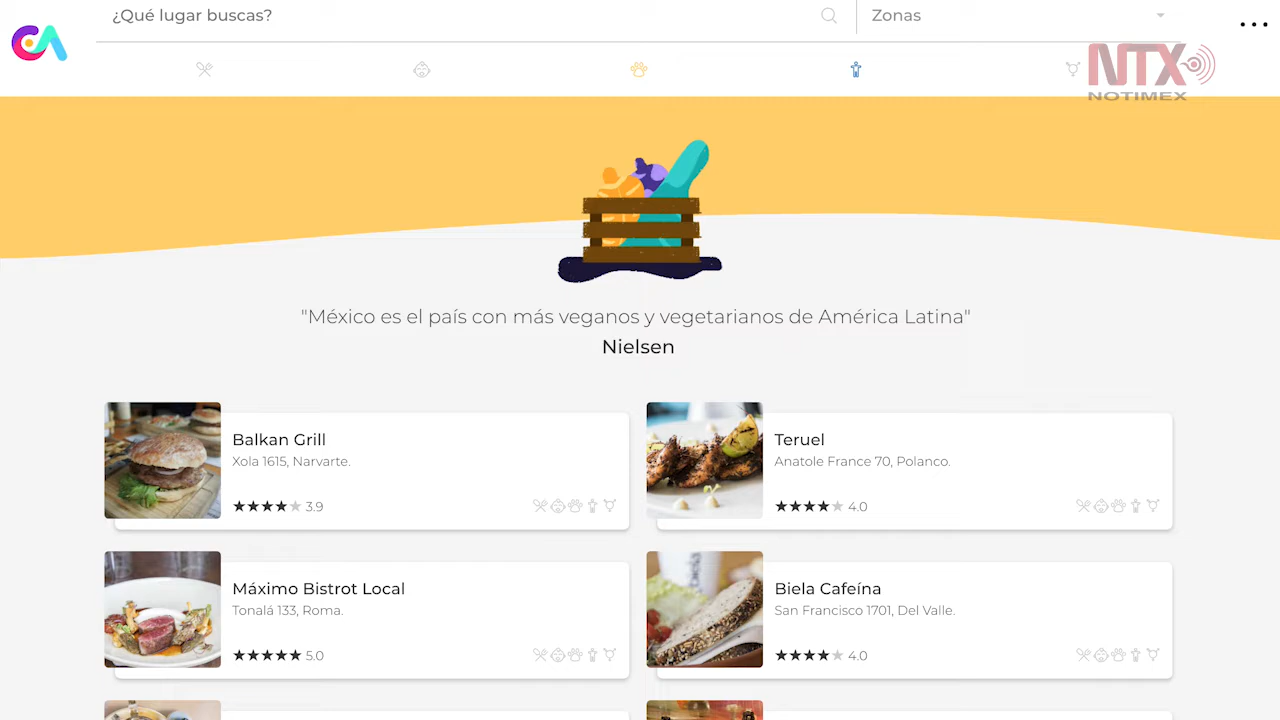 ¿Qué lugar buscas?
Zonas
NTX
NOTIMEX
"México es el país con más veganos y vegetarianos de América Latina"
Nielsen
Balkan Grill
Xola 1615, Narvarte.
3.9
Teruel
Anatole France 70, Polanco.
4.0
Máximo Bistrot Local
Tonalá 133, Roma.
5.0
Biela Cafeína
San Francisco 1701, Del Valle.
4.0